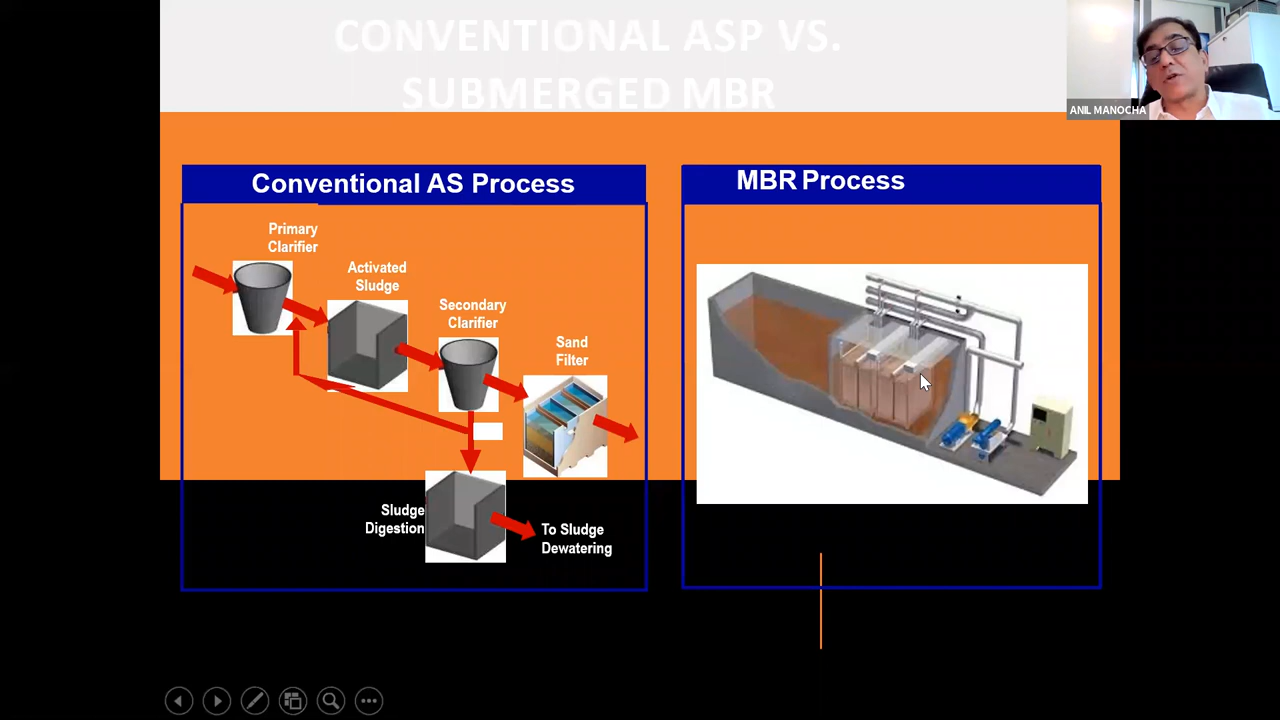 CONVENTIONAL ASP VS.
SUBMERGED MBR
ANIL MANOCHA
Conventional AS Process
Primary
Clarifier
Activated
Sludge
Secondary
Clarifier
Sand
Filter
Sludge
Digestion
To Sludge
Dewatering
MBR Process